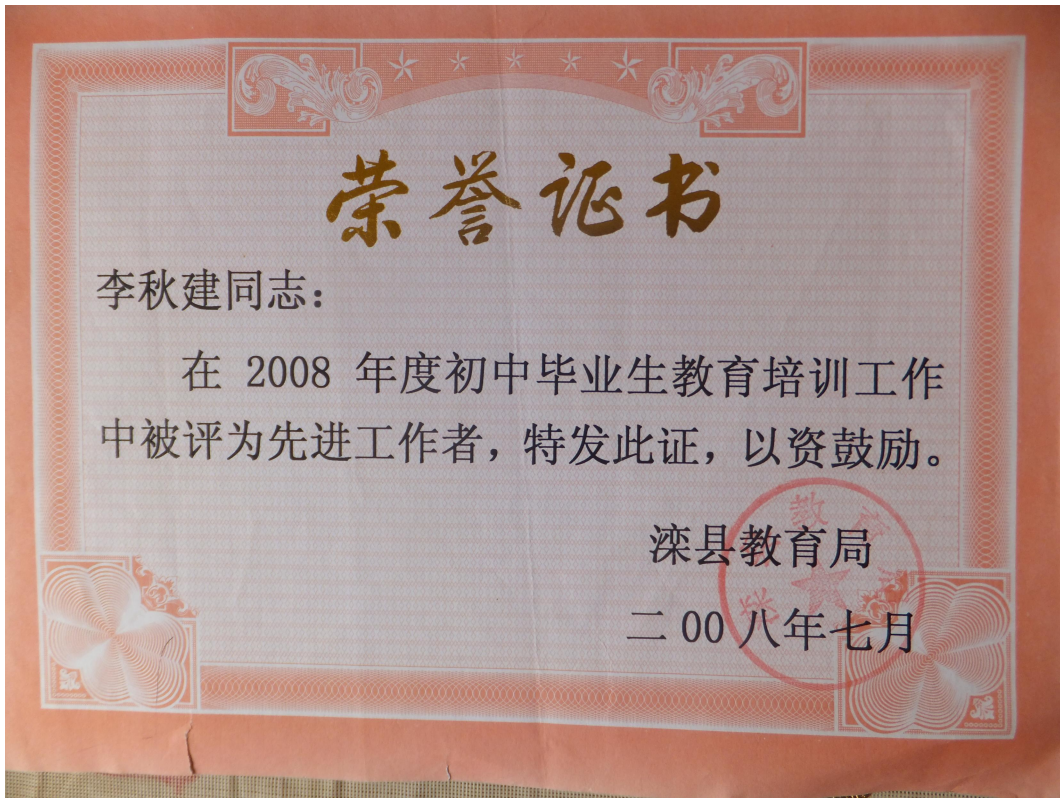 荣誉证书
李秋建同志：
在 2008 年度初中毕业生教育培训工作
中被评为先进工作者，特发此证，以资鼓励。
滦县教育局
二00八年七月